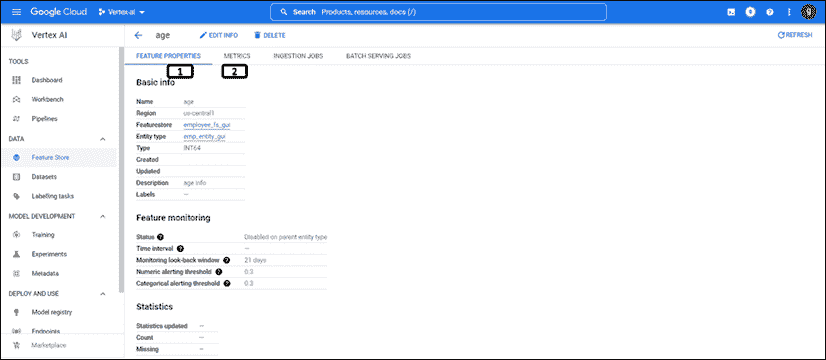 Google Cloud
Vertex-ai
Search Products, resources, docs (/)
Vertex AI
age
EDIT INFO
DELETE
REFRESH
TOOLS
Dashboard
Workbench
Pipelines
DATA
Feature Store
Datasets
Labelling tasks
MODEL DEVELOPMENT
Training
Experiments
Metadata
DEPLOY AND USE
Model registry
Endpoints
Marketplace
FEATURE PROPERTIES
METRICS
INGESTION JOBS
BATCH SERVING JOBS
1
2
Basic info
Name age
Region us-central1
Featurestore employee_fs_gui
Entity type emp_entity_gui
Type INT64
Created
Updated
Description age info
Labels —
Feature monitoring
Status Disabled on parent entity type
Time interval —
Monitoring look-back window 21 days
Numeric alerting threshold 0.3
Categorical alerting threshold 0.3
Statistics
Statistics updated —
Count —
Missing —